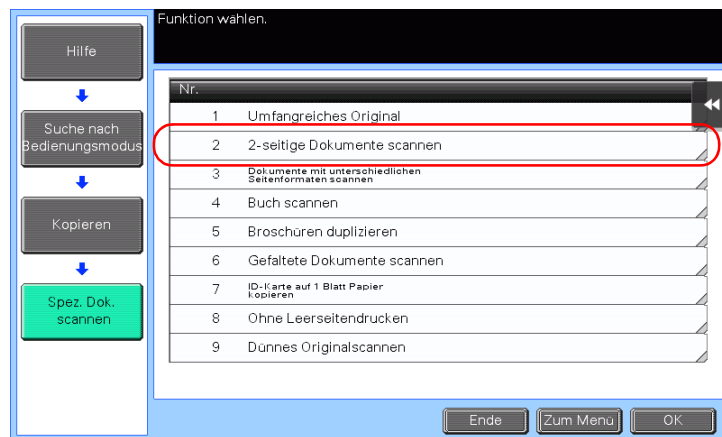 Funktion wählen.
Hilfe
Suche nach
Bedienungsmodus
Kopieren
Spez. Dok.
scannen
Nr.
1 Umfangreiches Original
2 2-seitige Dokumente scannen
3 Dokumente mit unterschiedlichen
Seitenformaten scannen
4 Buch scannen
5 Broschüren duplizieren
6 Gefaltete Dokumente scannen
7 ID-Karte auf 1 Blatt Papier
kopieren
8 Ohne Leerseitendrucken
9 Dünnes Originalscannen
Ende Zum Menü OK